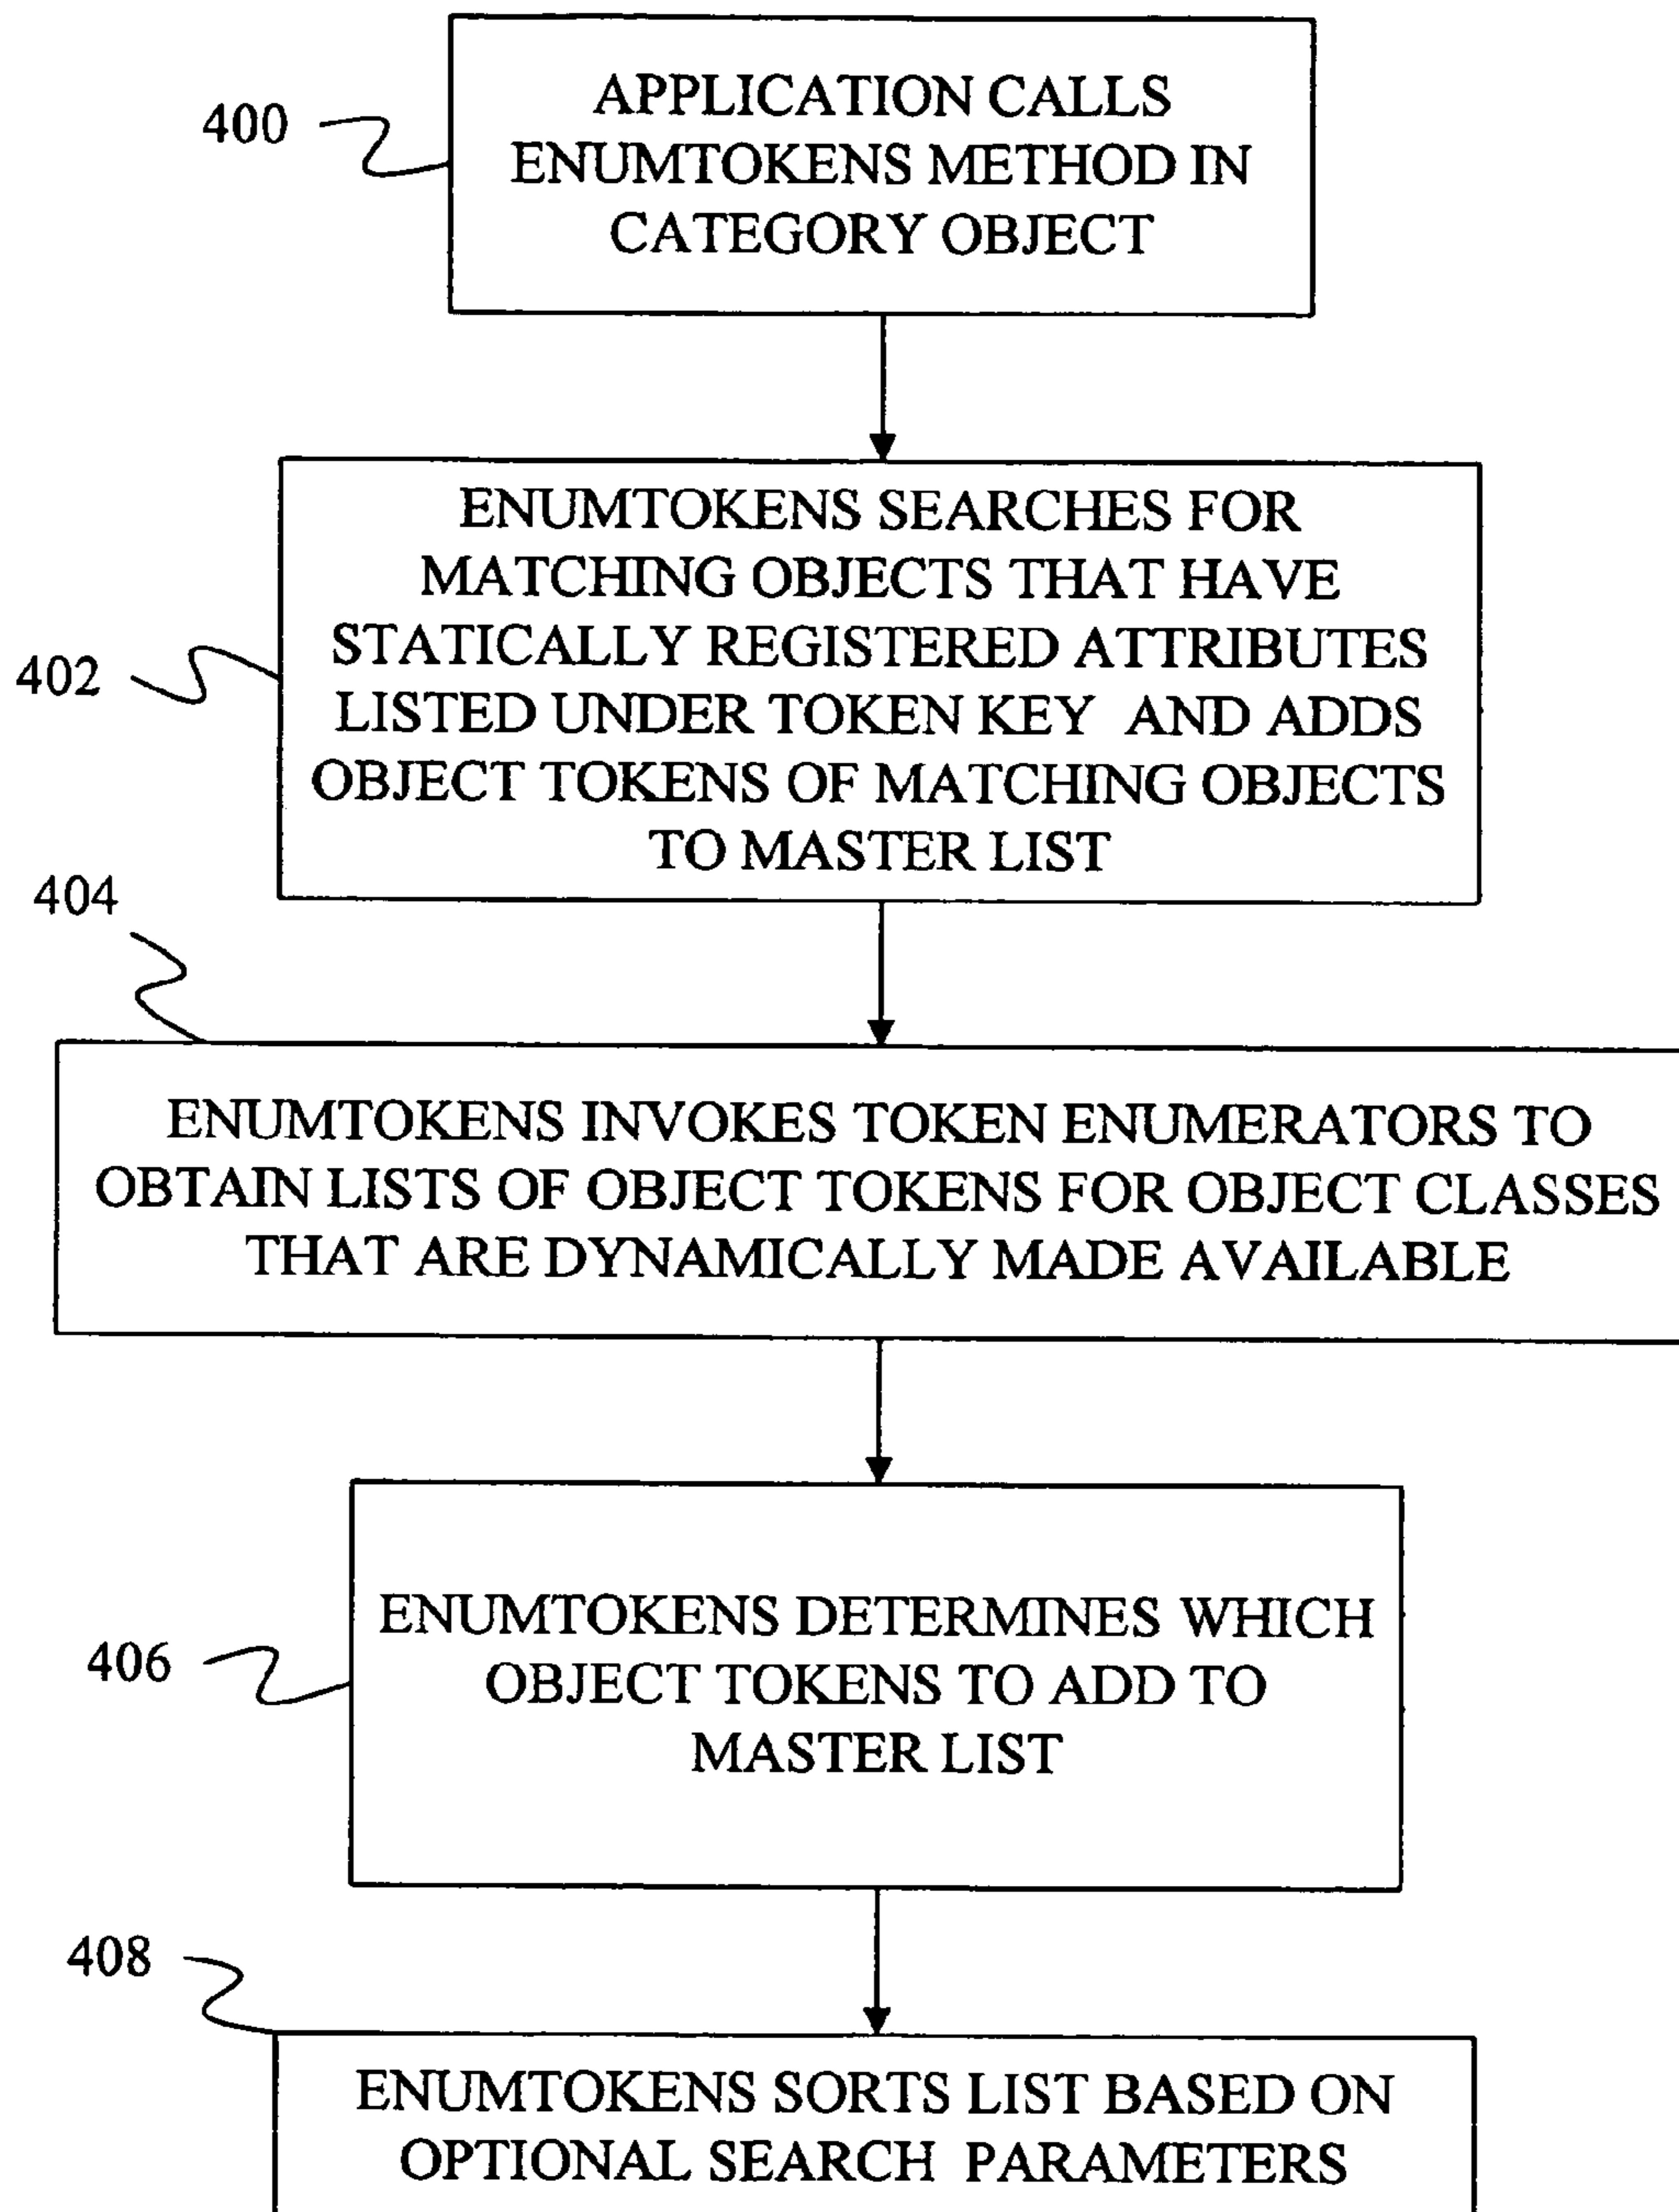 400
APPLICATION CALLS
ENUMTOKENS METHOD IN
CATEGORY OBJECT
402
ENUMTOKENS SEARCHES FOR
MATCHING OBJECTS THAT HAVE
STATICALLY REGISTERED ATTRIBUTES
LISTED UNDER TOKEN KEY AND ADDS
OBJECT TOKENS OF MATCHING OBJECTS
TO MASTER LIST
404
ENUMTOKENS INVOKES TOKEN ENUMERATORS TO
OBTAIN LISTS OF OBJECT TOKENS FOR OBJECT CLASSES
THAT ARE DYNAMICALLY MADE AVAILABLE
406
ENUMTOKENS DETERMINES WHICH
OBJECT TOKENS TO ADD TO
MASTER LIST
408
ENUMTOKENS SORTS LIST BASED ON
OPTIONAL SEARCH PARAMETERS